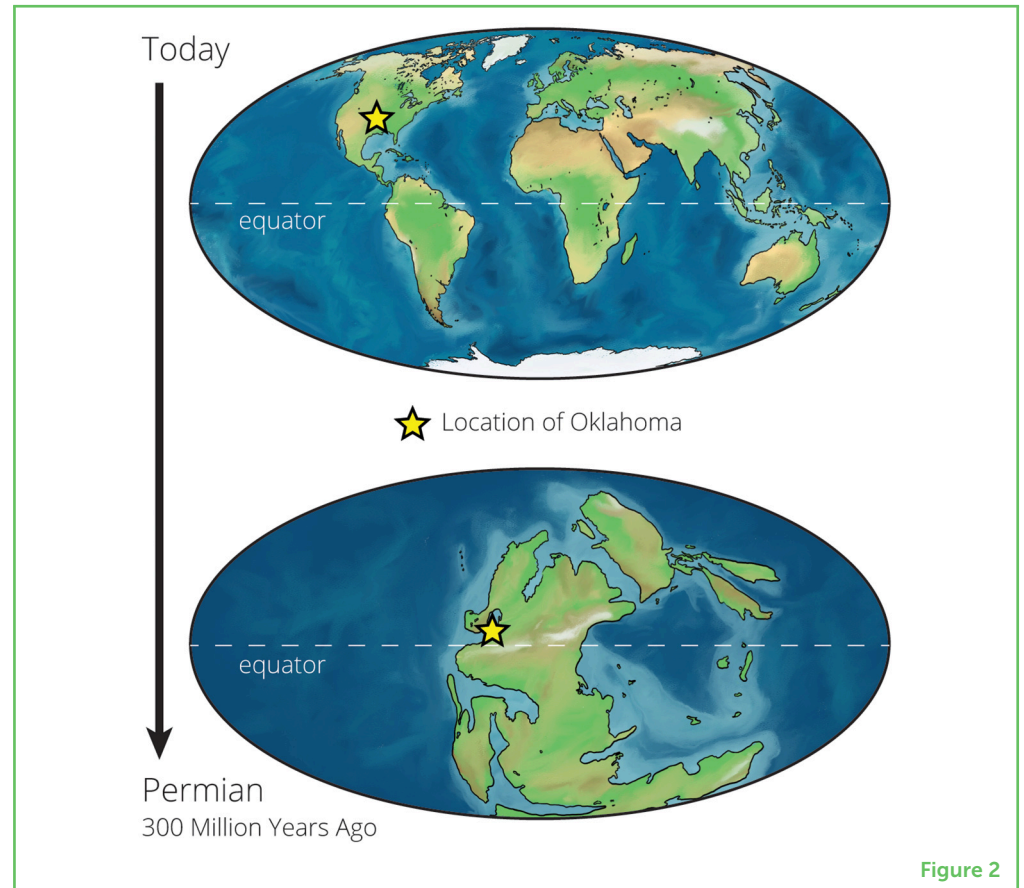 Today
equator
Location of Oklahoma
equator
Permian
300 Million Years Ago
Figure 2